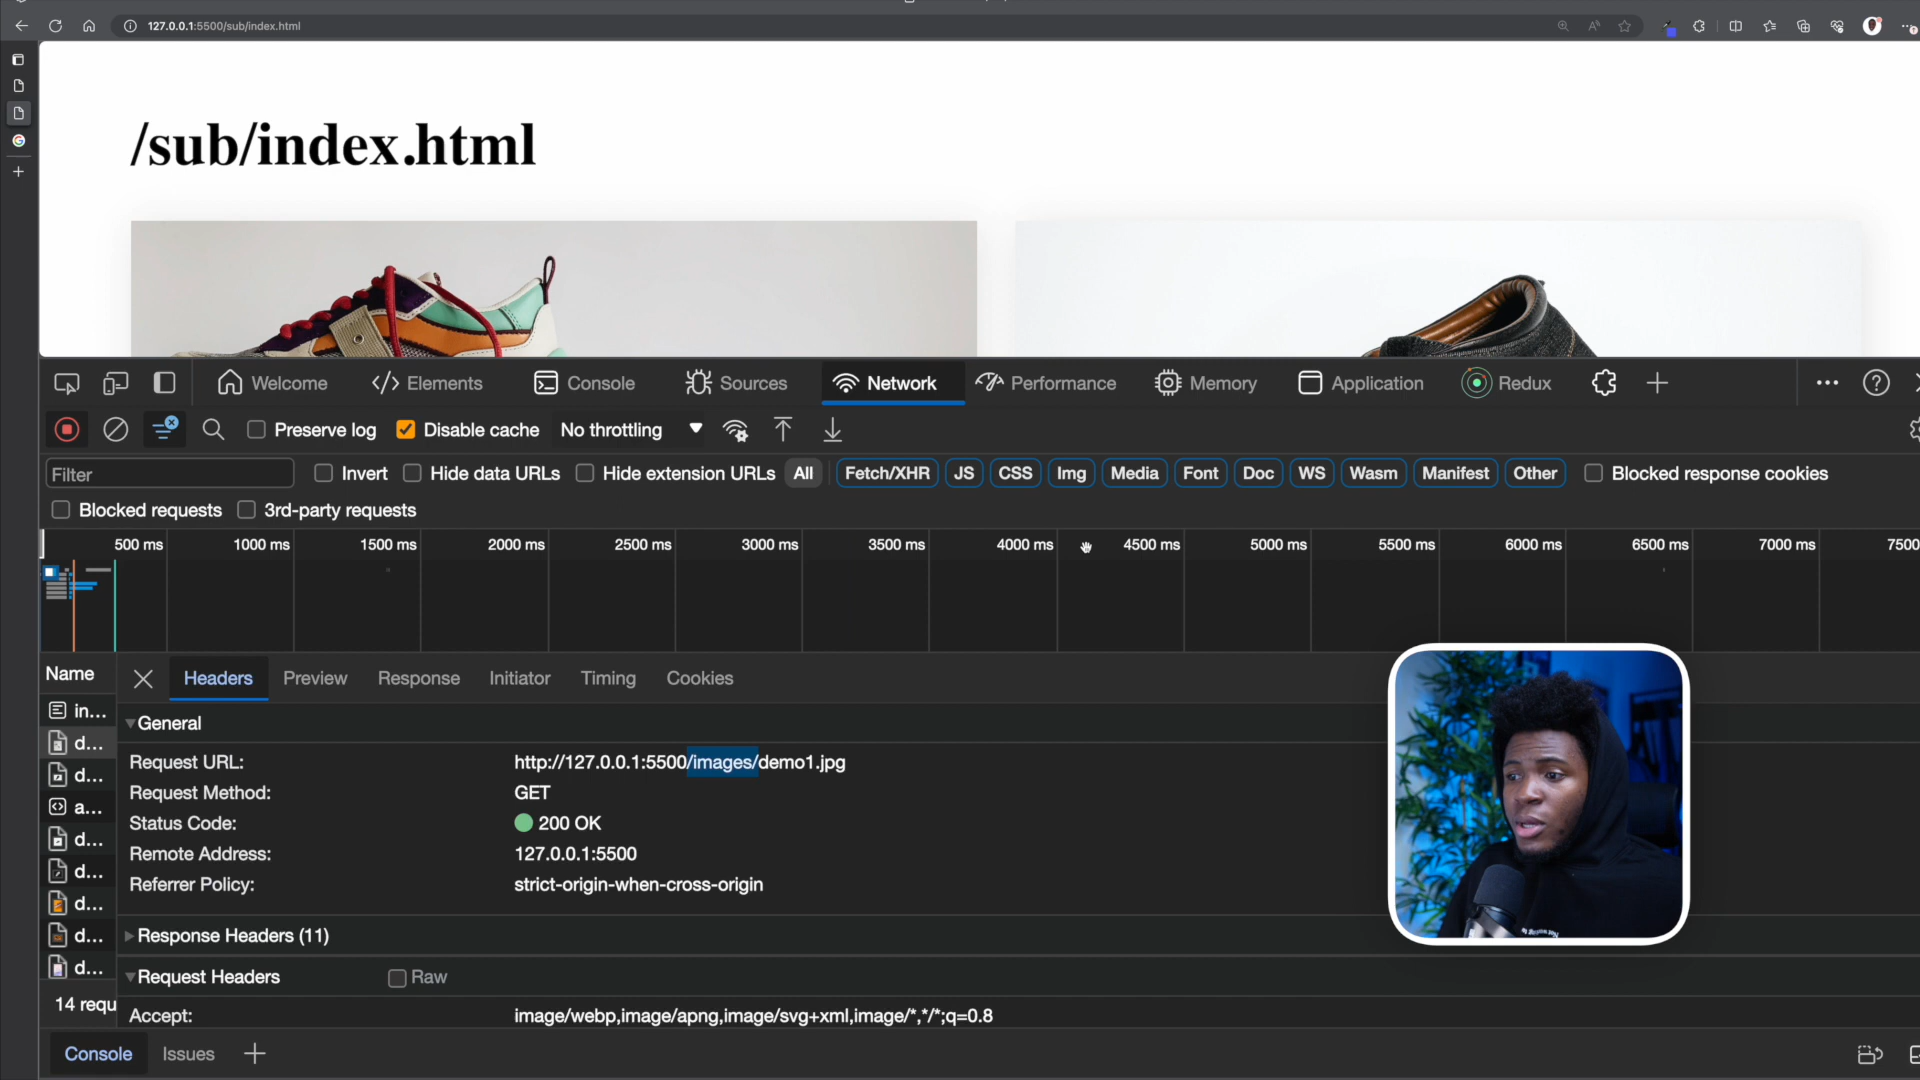 127.0.0.1:5500/sub/index.html
/sub/index.html
Welcome
Elements
Console
Sources
Network
Performance
Memory
Application
Redux
Preserve log
Disable cache
No throttling
Filter
Invert
Hide data URLs
Hide extension URLs
All
Fetch/XHR
JS
CSS
Img
Media
Font
Doc
WS
Wasm
Manifest
Other
Blocked response cookies
Blocked requests
3rd-party requests
500 ms
1000 ms
1500 ms
2000 ms
2500 ms
3000 ms
3500 ms
4000 ms
4500 ms
5000 ms
5500 ms
6000 ms
6500 ms
7000 ms
7500
Name
Headers
Preview
Response
Initiator
Timing
Cookies
in...
d...
d...
a...
d...
d...
d...
d...
d...
14 requ
General
Request URL: http://127.0.0.1:5500/images/demo1.jpg
Request Method: GET
Status Code: 200 OK
Remote Address: 127.0.0.1:5500
Referrer Policy: strict-origin-when-cross-origin
Response Headers (11)
Request Headers
Raw
Accept: image/webp,image/apng,image/svg+xml,image/*,*/*;q=0.8
Console
Issues